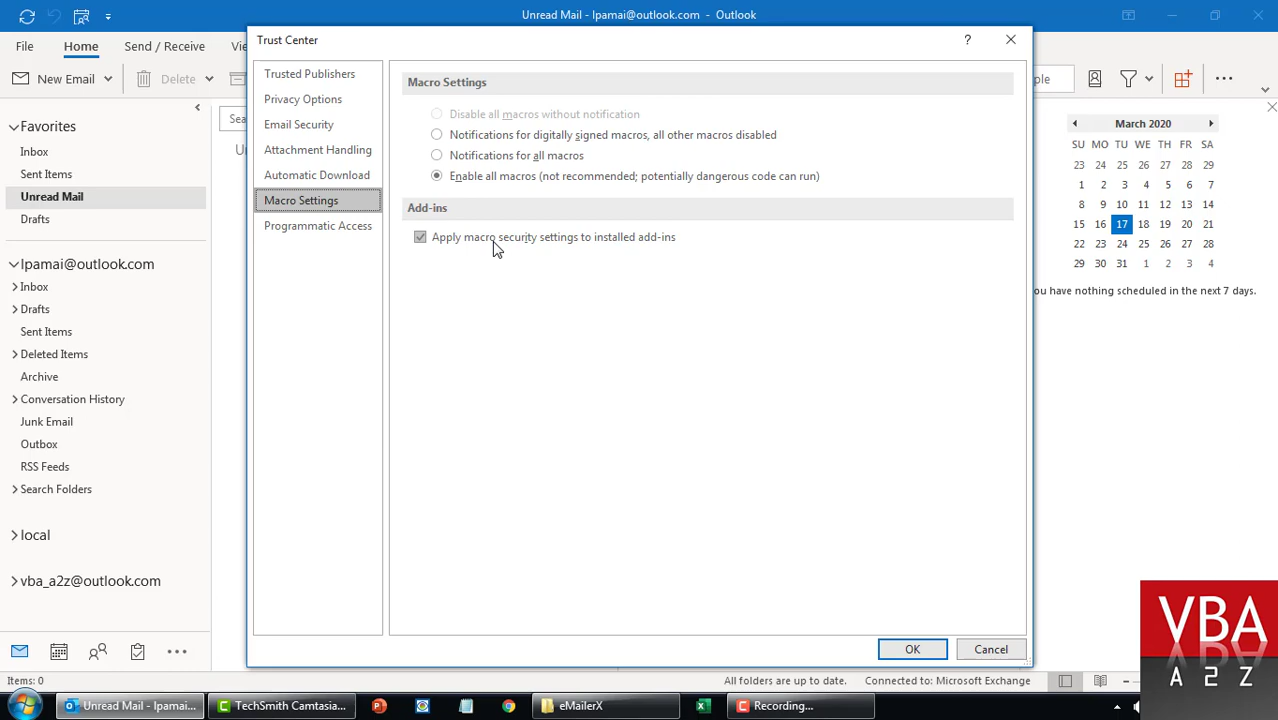 Unread Mail - lpamai@outlook.com - Outlook
File Home Send / Receive Vi
New Email Delete ple
Trust Center
?
Trusted Publishers
Privacy Options
Email Security
Attachment Handling
Automatic Download
Macro Settings
Programmatic Access
Macro Settings
Disable all macros without notification
Notifications for digitally signed macros, all other macros disabled
Notifications for all macros
Enable all macros (not recommended; potentially dangerous code can run)
Add-ins
Apply macro security settings to installed add-ins
OK Cancel
Favorites
Inbox
Sent Items
Unread Mail
Drafts
lpamai@outlook.com
Inbox
Drafts
Sent Items
Deleted Items
Archive
Conversation History
Junk Email
Outbox
RSS Feeds
Search Folders
local
vba_a2z@outlook.com
Sea
March 2020
SU MO TU WE TH FR SA
23 24 25 26 27 28 29
1 2 3 4 5 6 7
8 9 10 11 12 13 14
15 16 17 18 19 20 21
22 23 24 25 26 27 28
29 30 31 1 2 3 4
ou have nothing scheduled in the next 7 days.
Items: 0
All folders are up to date. Connected to: Microsoft Exchange
Unread Mail - lpamai...
TechSmith Camtasia...
eMailerX
Recording...
VBA
A 2 Z